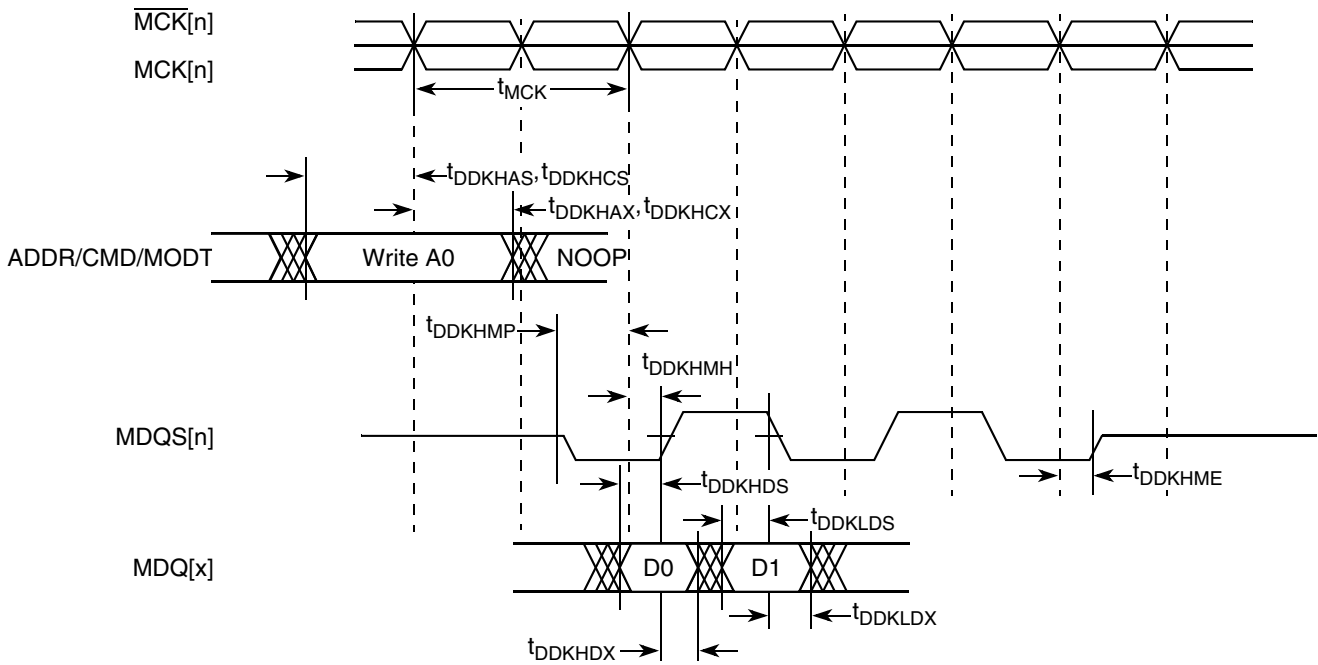 MCK[n]
MCK[n]
tMCK
tDDKHAS, tDDKHCS
tDDKHAX, tDDKHCX
ADDR/CMD/MODT
Write A0
NOOP
tDDKHMP
tDDKHMH
MDQS[n]
tDDKHDS
tDDKHME
tDDKLDS
MDQ[x]
D0
D1
tDDKLDX
tDDKHDX